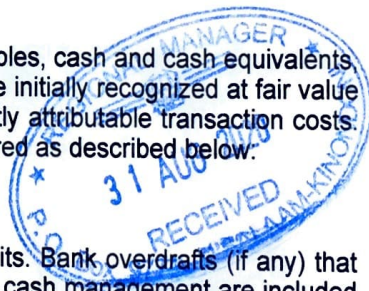 oles, cash and cash equivalents,
e initially recognized at fair value
tly attributable transaction costs.
red as described below:
its. Bank overdrafts (if any) that
cash management are included
MANAGER
31 AUG
RECEIVED
P.O.